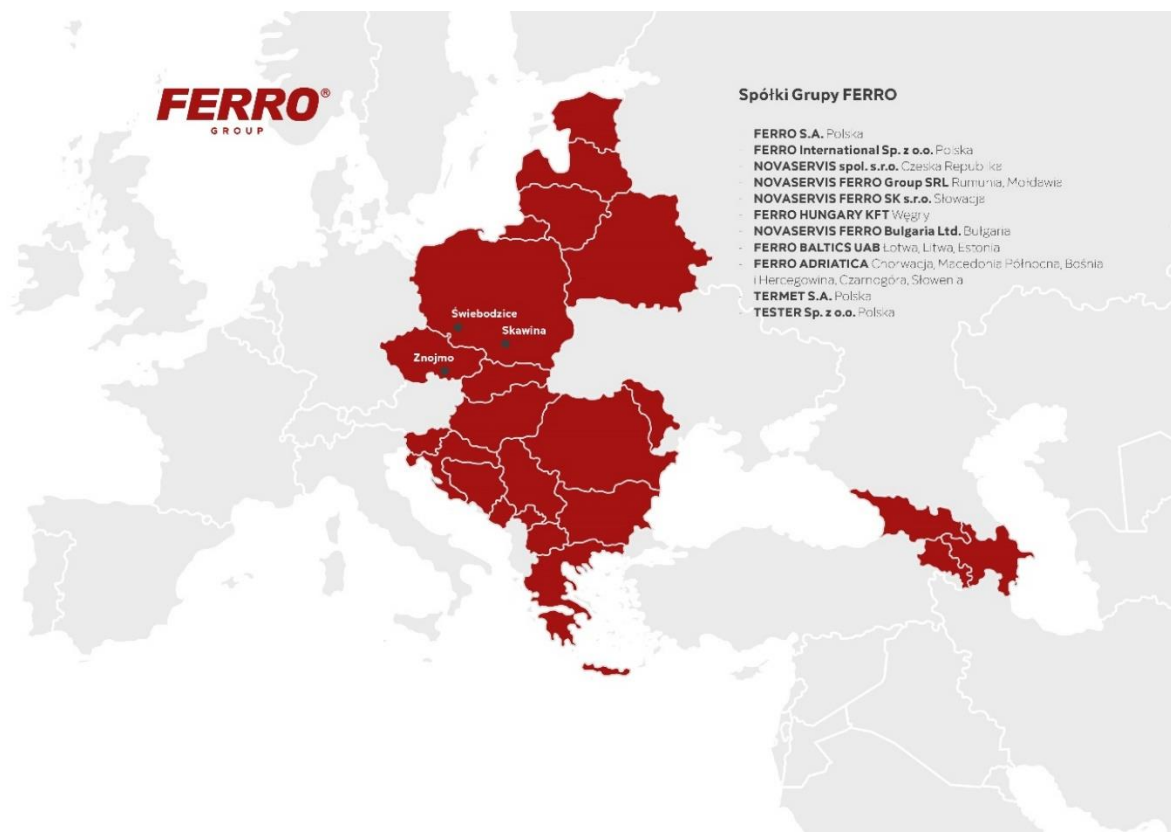 FERRO®
GROUP
Spółki Grupy FERRO
FERRO S.A. Polska
- FERRO International Sp. z o.o. Polska
- NOVASERVIS spol. s.r.o. Czeska Republika
- NOVASERVIS FERRO Group SRL Rumunia, Mołdawia
- NOVASERVIS FERRO SK s.r.o. Słowacja
- FERRO HUNGARY KFT Węgry
- NOVASERVIS FERRO Bulgaria Ltd. Bułgaria
- FERRO BALTICS UAB Łotwa, Litwa, Estonia
- FERRO ADRIATICA Chorwacja, Macedonia Północna, Bośnia
i Hercegowina, Czarnogóra, Słowenia
TERMET S.A. Polska
- TESTER Sp. z o.o. Polska
Świebodzice
Skawina
Znojmo